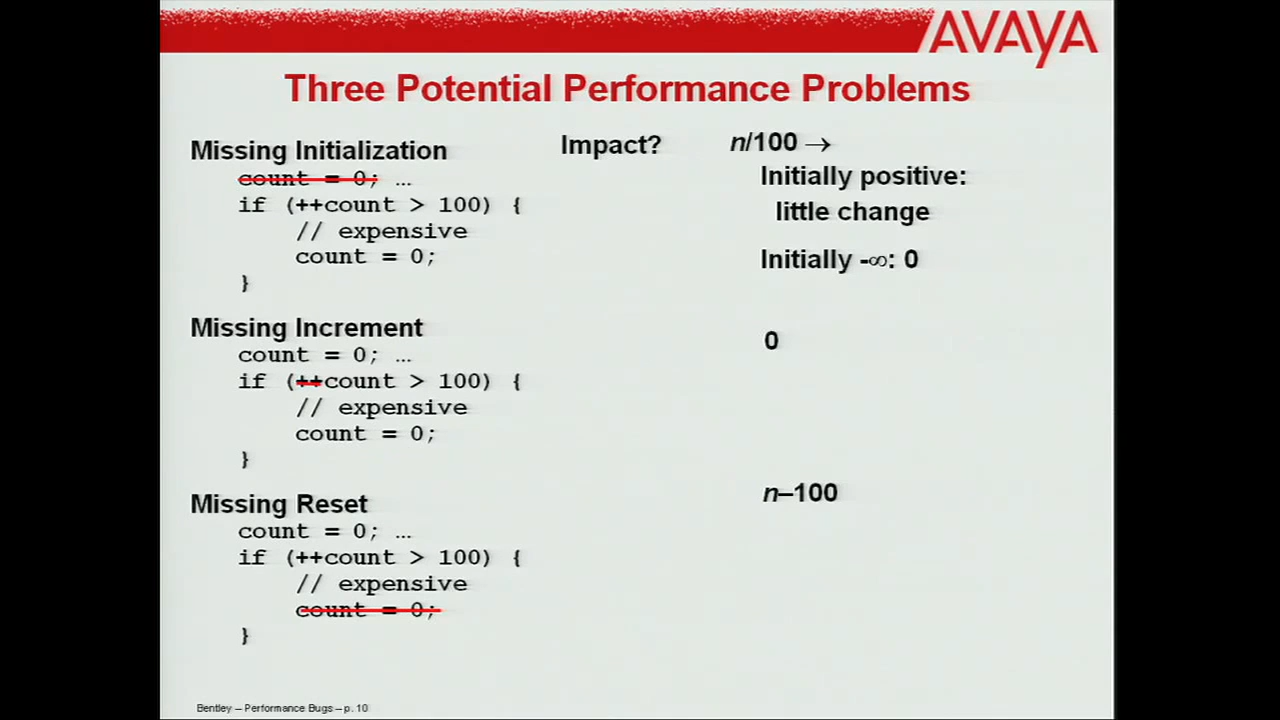 AVAYA
Three Potential Performance Problems
Missing Initialization
count = 0; …
if (++count > 100) {
// expensive
count = 0;
}
Impact?
n/100 →
Initially positive:
little change
Initially -∞: 0
Missing Increment
count = 0; …
if (++count > 100) {
// expensive
count = 0;
}
0
Missing Reset
count = 0; …
if (++count > 100) {
// expensive
count = 0;
}
n–100
Bentley – Performance Bugs – p. 10